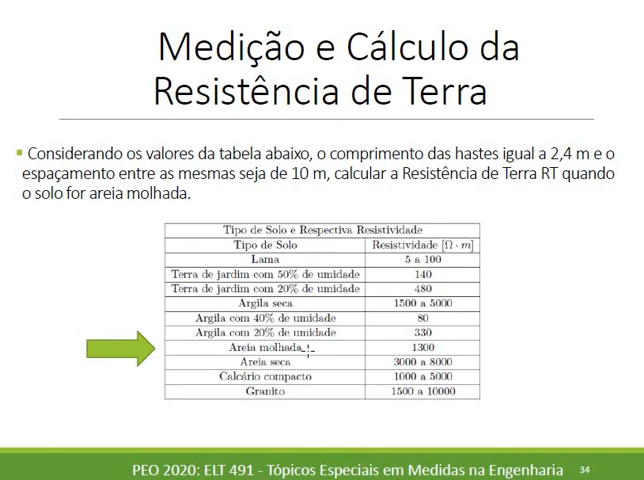 Medição e Cálculo da
Resistência de Terra
Considerando os valores da tabela abaixo, o comprimento das hastes igual a 2,4 m e o
espaçamento entre as mesmas seja de 10 m, calcular a Resistência de Terra RT quando
o solo for areia molhada.
Tipo de Solo e Respectiva Resistividade
Tipo de Solo Resistividade [Ω · m]
Lama 5 a 100
Terra de jardim com 50% de umidade 140
Terra de jardim com 20% de umidade 480
Argila seca 1500 a 5000
Argila com 40% de umidade 80
Argila com 20% de umidade 330
Areia molhada 1300
Areia seca 3000 a 8000
Calcário compacto 1000 a 5000
Granito 1500 a 10000
PEO 2020: ELT 491 - Tópicos Especiais em Medidas na Engenharia 34